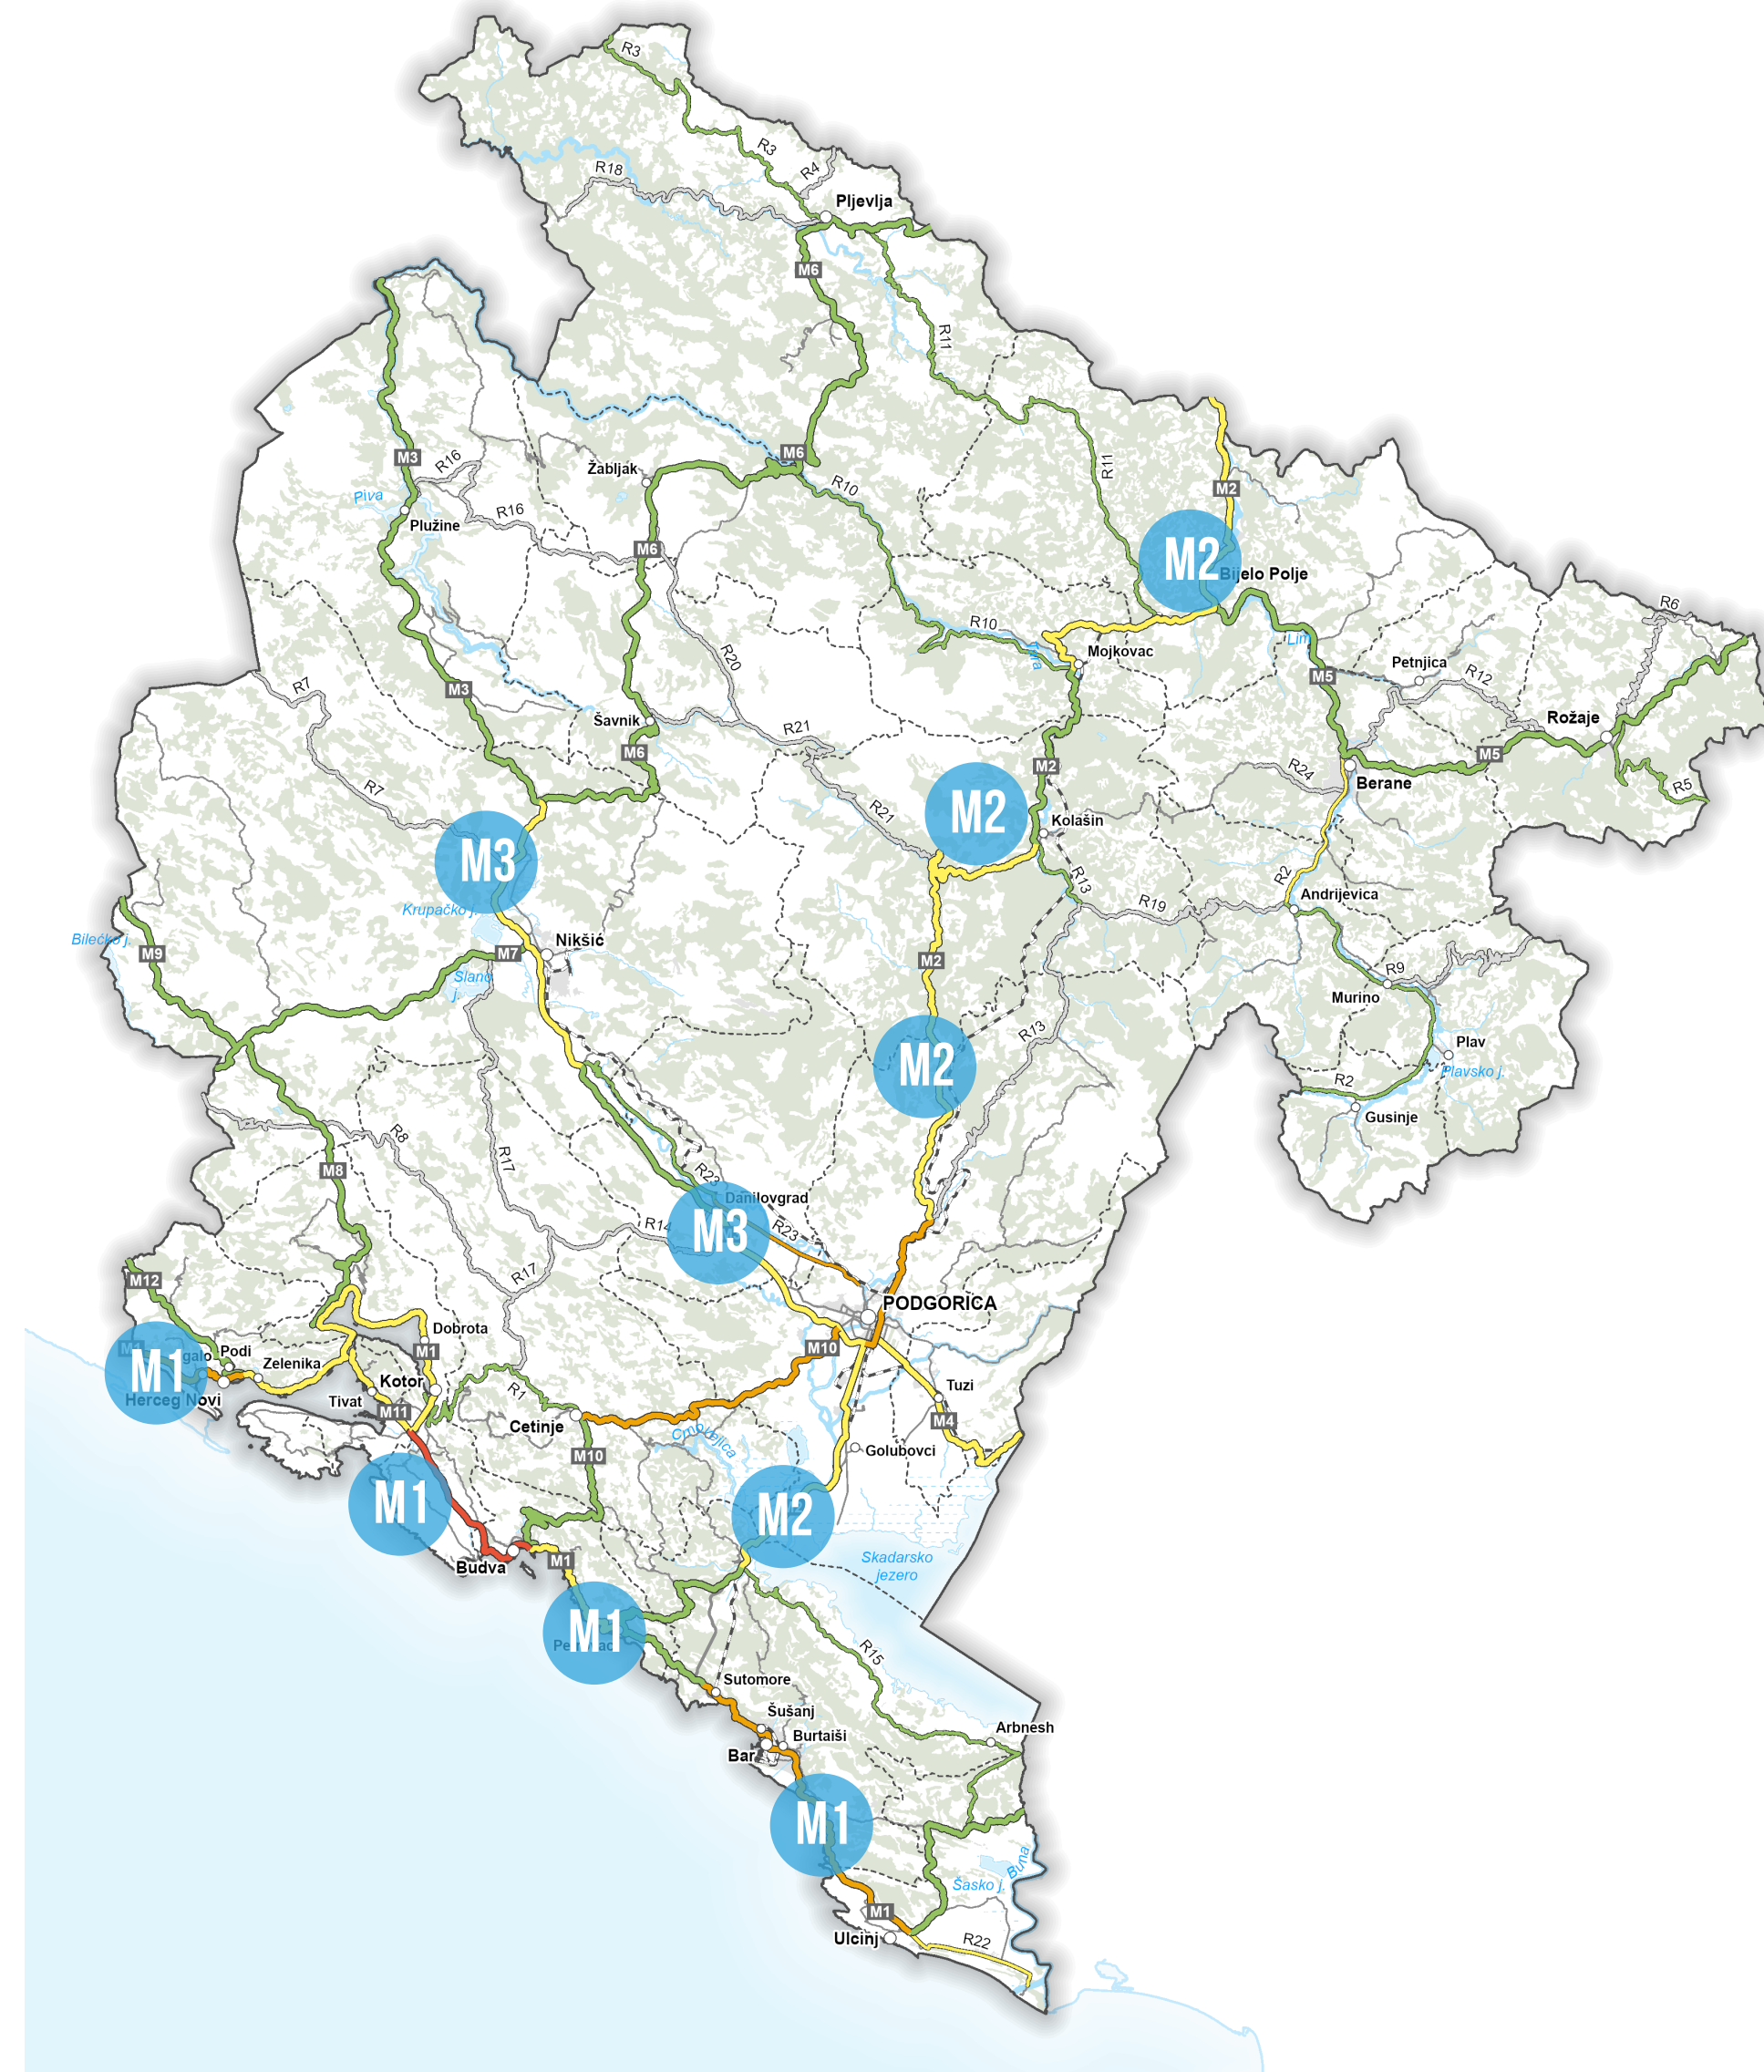 R3
R3
R4
R18
Pljevlja
M6
R11
M6
Žabljak
R10
R11
M2
M3
R16
Piva
Plužine
R16
M6
M2
Bijelo Polje
R10
Tara
Mojkovac
Lim
R6
Petnjica
M5
R12
R7
M3
R20
Šavnik
R21
M6
Rožaje
M5
R5
M2
R24
Berane
R7
R21
M2
Kolašin
M3
R13
R2
Andrijevica
R19
Krupačko j.
Nikšić
Bilećko j.
M9
M7
Slano
j.
M2
R9
Murino
R13
Plav
Plavsko j.
M2
R2
Gusinje
R8
R17
M8
R23
Danilovgrad
M3
R23
R14
R17
M12
PODGORICA
Dobrota
M10
M1
M1
Podi
Zelenika
M1
Kotor
Herceg Novi
Tivat
M11
R1
Tuzi
Cetinje
M4
M10
Golubovci
M1
M2
Budva
M1
Skadarsko
jezero
M1
R15
Sutomore
Šušanj
Burtaiši
Bar
Arbnesh
M1
Buna
Šasko j.
M1
Ulcinj
R22